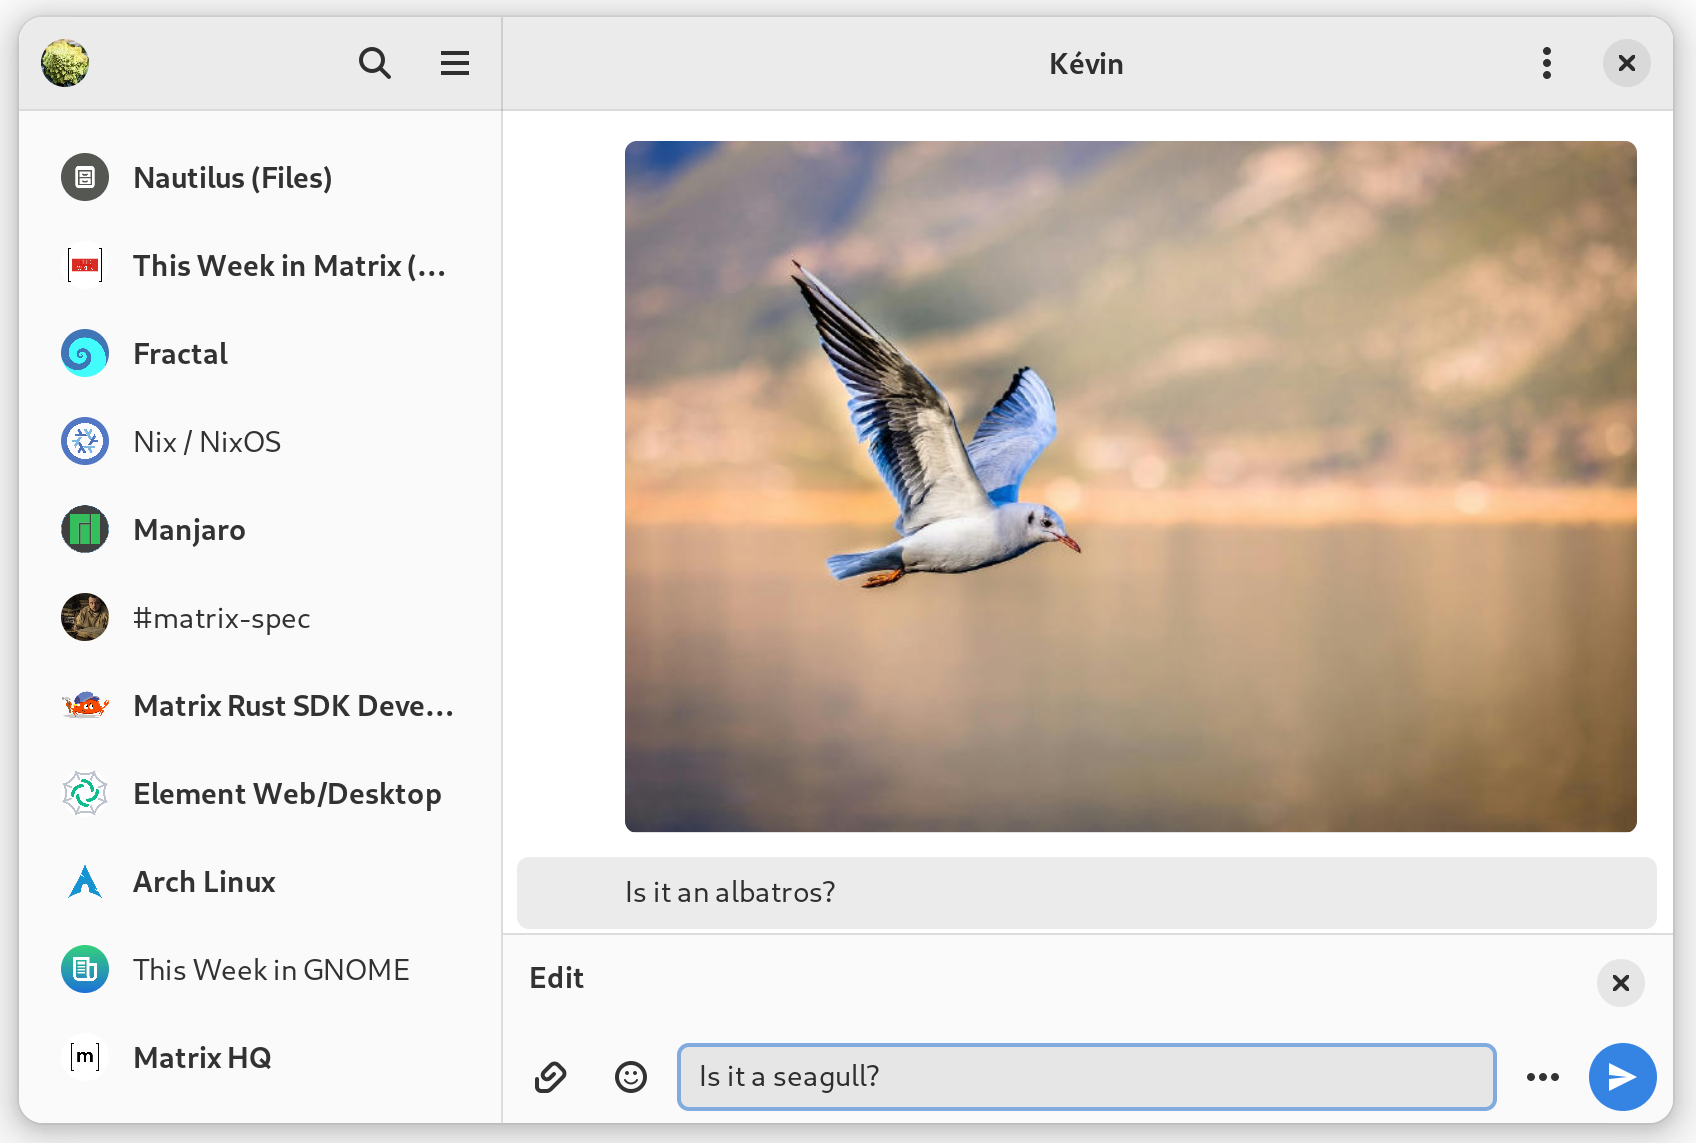 Kévin
Nautilus (Files)
This Week in Matrix (…
Fractal
Nix / NixOS
Manjaro
#matrix-spec
Matrix Rust SDK Deve…
Element Web/Desktop
Arch Linux
This Week in GNOME
[m]
Matrix HQ
Is it an albatros?
Edit
Is it a seagull?